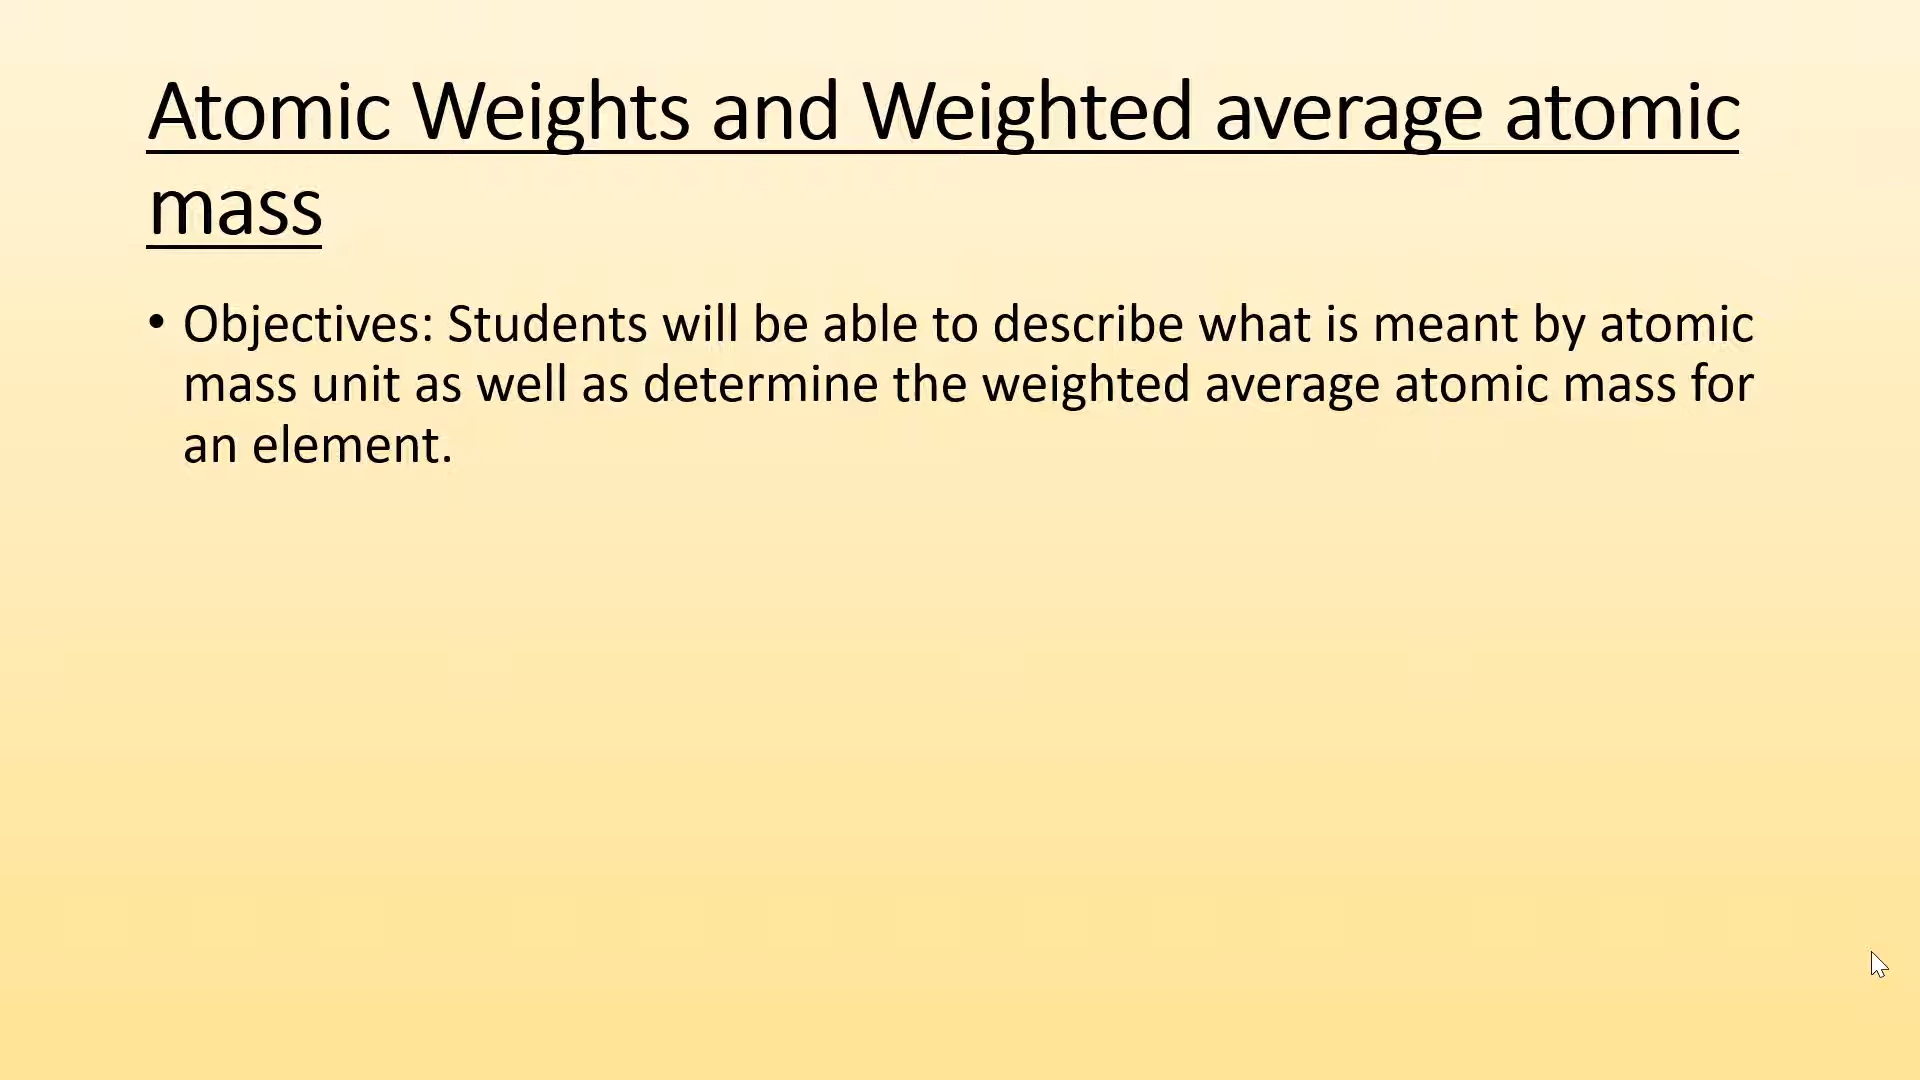 Atomic Weights and Weighted average atomic
mass
• Objectives: Students will be able to describe what is meant by atomic
mass unit as well as determine the weighted average atomic mass for
an element.